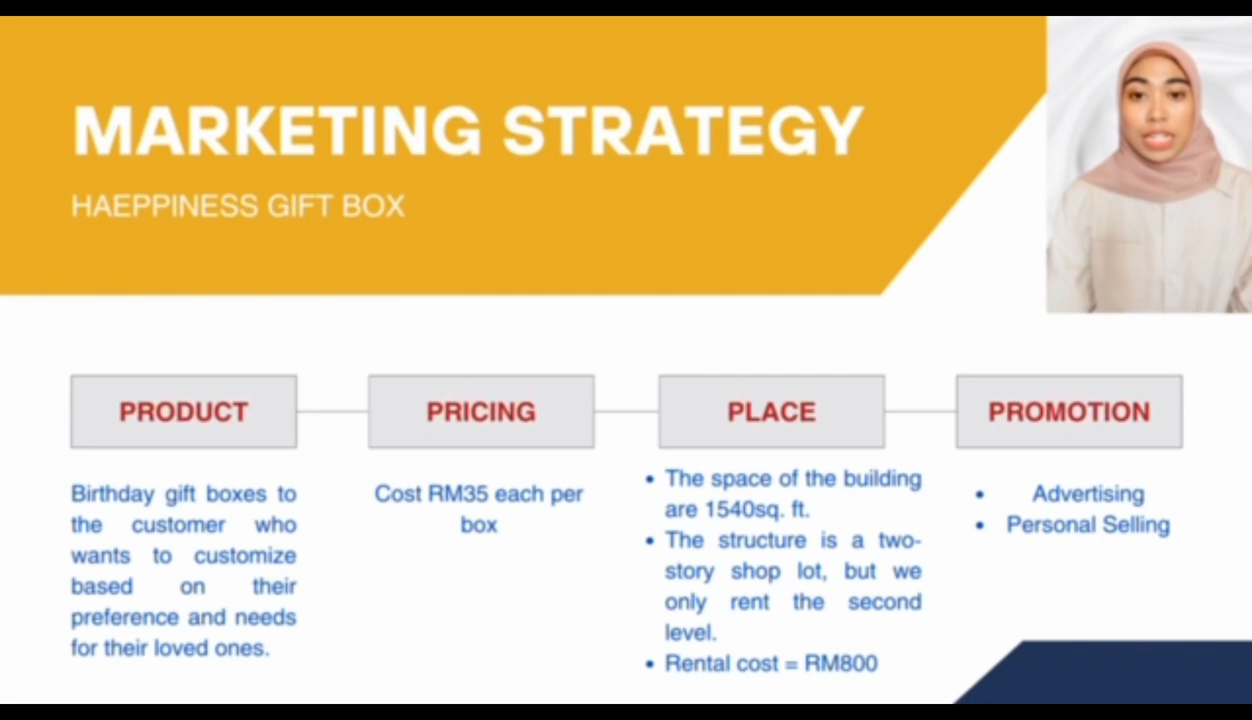 MARKETING STRATEGY
HAEPPINESS GIFT BOX
PRODUCT
Birthday gift boxes to
the customer who
wants to customize
based on their
preference and needs
for their loved ones.
PRICING
Cost RM35 each per
box
PLACE
• The space of the building
are 1540sq. ft.
• The structure is a two-
story shop lot, but we
only rent the second
level.
• Rental cost = RM800
PROMOTION
• Advertising
• Personal Selling